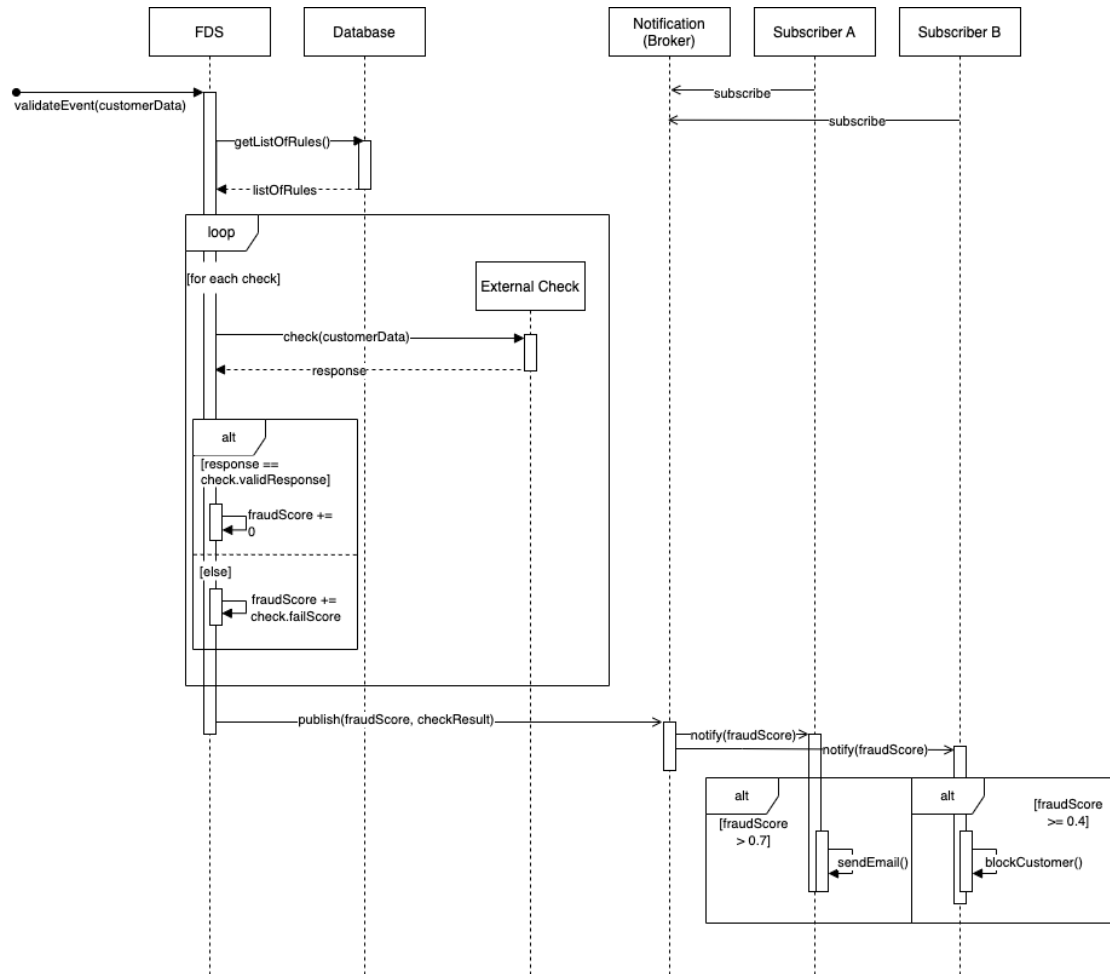 FDS
Database
Notification
(Broker)
Subscriber A
Subscriber B
validateEvent(customerData)
subscribe
subscribe
getListOfRules()
listOfRules
loop
[for each check]
External Check
check(customerData)
response
alt
[response ==
check.validResponse]
fraudScore +=
0
[else]
fraudScore +=
check.failScore
publish(fraudScore, checkResult)
notify(fraudScore)
notify(fraudScore)
alt
[fraudScore
> 0.7]
sendEmail()
alt
[fraudScore
>= 0.4]
blockCustomer()